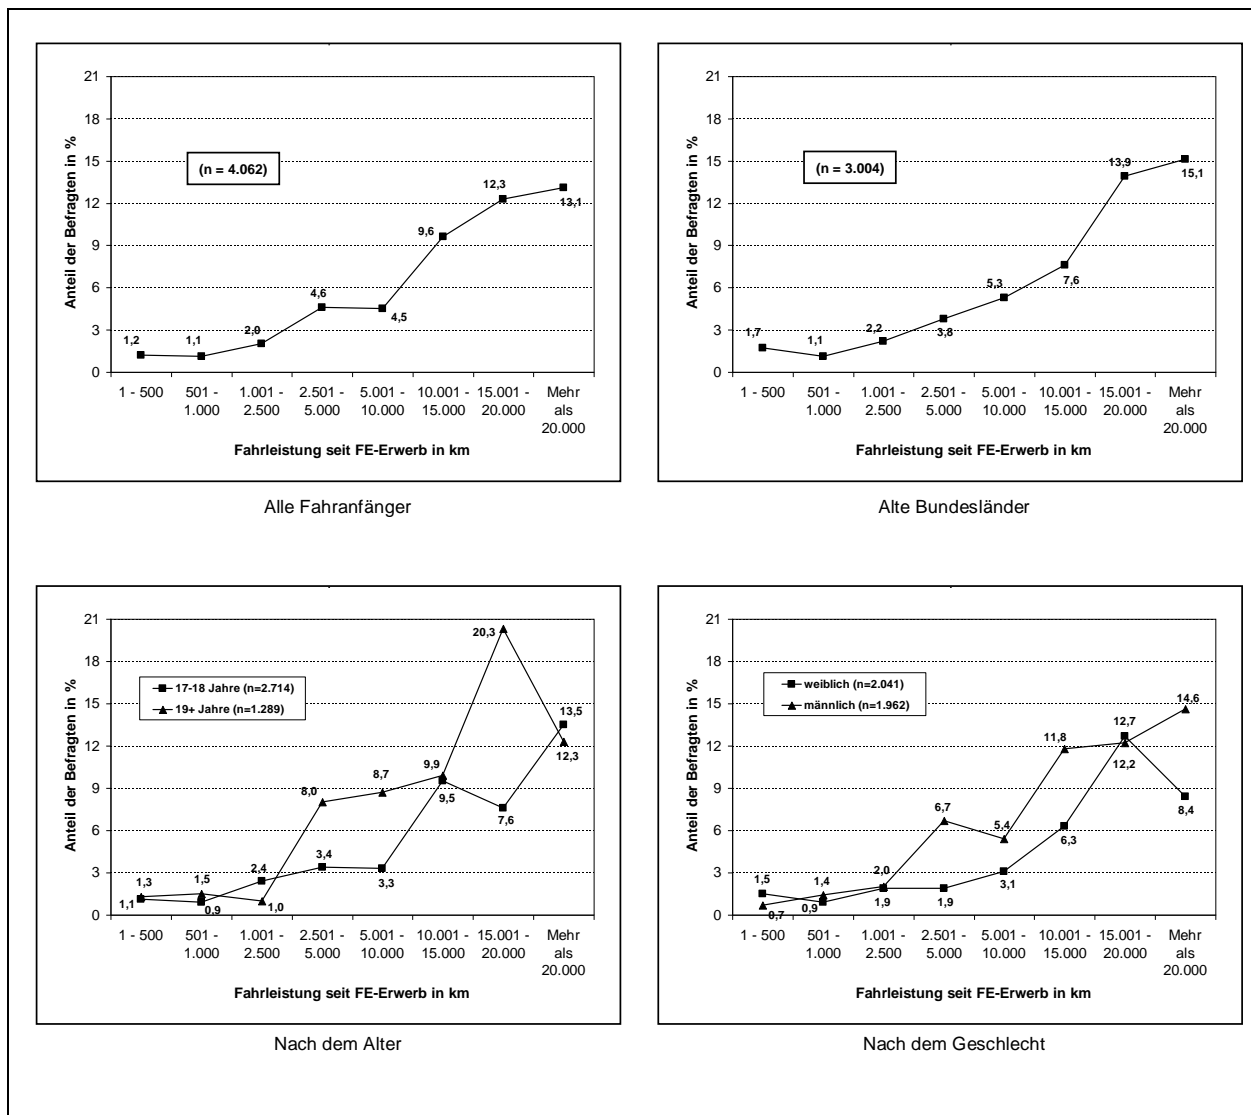 21
18
15
12
9
6
3
0
Anteil der Befragten in %
(n = 4.062)
1,2
1,1
2,0
4,6
4,5
9,6
12,3
13,1
1 - 500
501 - 1.000
1.001 - 2.500
2.501 - 5.000
5.001 - 10.000
10.001 - 15.000
15.001 - 20.000
Mehr als 20.000
Fahrleistung seit FE-Erwerb in km
Alle Fahranfänger
21
18
15
12
9
6
3
0
Anteil der Befragten in %
(n = 3.004)
1,7
1,1
2,2
3,8
5,3
7,6
13,9
15,1
1 - 500
501 - 1.000
1.001 - 2.500
2.501 - 5.000
5.001 - 10.000
10.001 - 15.000
15.001 - 20.000
Mehr als 20.000
Fahrleistung seit FE-Erwerb in km
Alte Bundesländer
21
18
15
12
9
6
3
0
Anteil der Befragten in %
17-18 Jahre (n=2.714)
19+ Jahre (n=1.289)
1,3
1,1
1,5
0,9
2,4
1,0
8,0
3,4
8,7
3,3
9,9
9,5
20,3
7,6
13,5
12,3
1 - 500
501 - 1.000
1.001 - 2.500
2.501 - 5.000
5.001 - 10.000
10.001 - 15.000
15.001 - 20.000
Mehr als 20.000
Fahrleistung seit FE-Erwerb in km
Nach dem Alter
21
18
15
12
9
6
3
0
Anteil der Befragten in %
weiblich (n=2.041)
männlich (n=1.962)
1,5
0,7
1,4
0,9
2,0
1,9
6,7
1,9
5,4
3,1
11,8
6,3
12,7
12,2
14,6
8,4
1 - 500
501 - 1.000
1.001 - 2.500
2.501 - 5.000
5.001 - 10.000
10.001 - 15.000
15.001 - 20.000
Mehr als 20.000
Fahrleistung seit FE-Erwerb in km
Nach dem Geschlecht